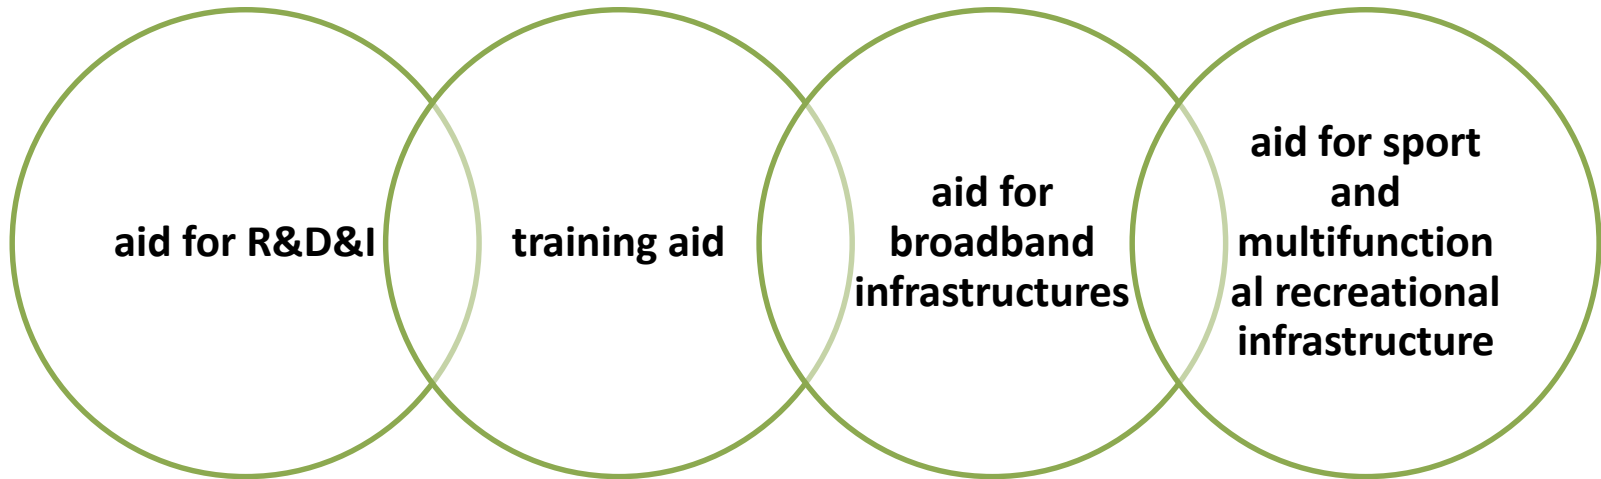 aid for R&D&I
training aid
aid for
broadband
infrastructures
aid for sport
and
multifunction
al recreational
infrastructure